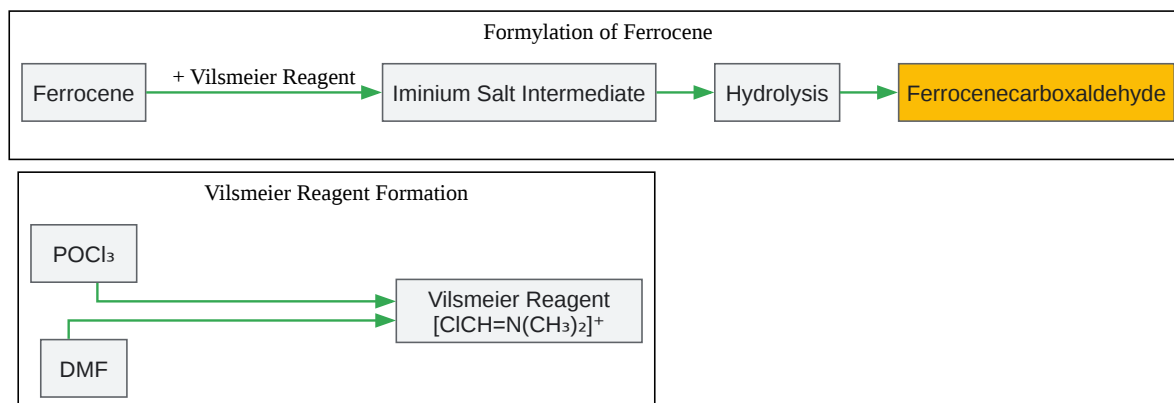 Formylation of Ferrocene
Ferrocene
+ Vilsmeier Reagent
Iminium Salt Intermediate
Hydrolysis
Ferrocenecarboxaldehyde
Vilsmeier Reagent Formation
POCl₃
Vilsmeier Reagent
[ClCH=N(CH₃)₂]⁺
DMF